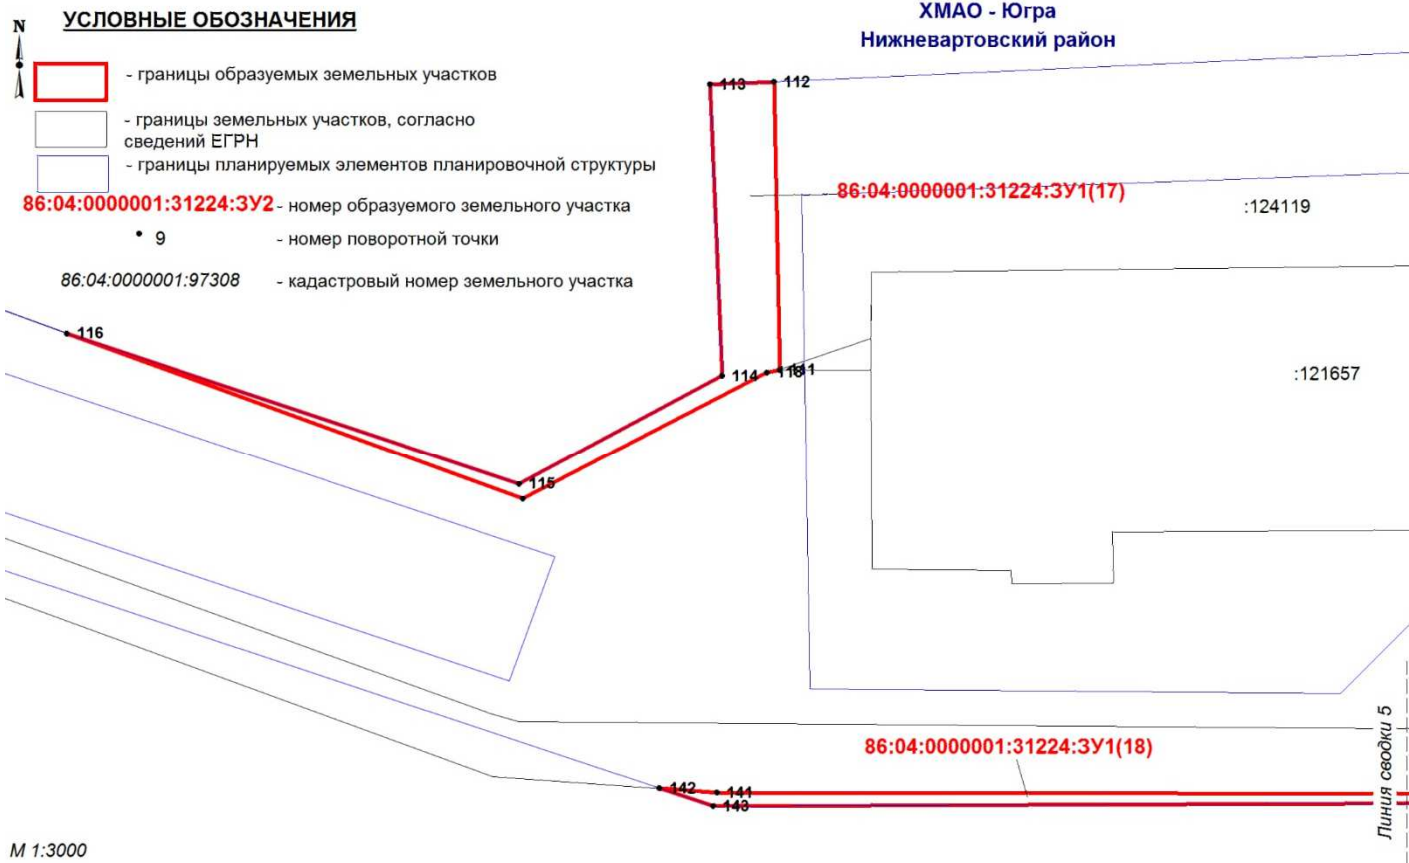 УСЛОВНЫЕ ОБОЗНАЧЕНИЯ
N
- границы образуемых земельных участков
- границы земельных участков, согласно
сведений ЕГРН
- границы планируемых элементов планировочной структуры
86:04:0000001:31224:ЗУ2 - номер образуемого земельного участка
9 - номер поворотной точки
86:04:0000001:97308 - кадастровый номер земельного участка
ХМАО - Югра
Нижневартовский район
113
112
86:04:0000001:31224:ЗУ1(17)
:124119
116
114
111
:121657
115
86:04:0000001:31224:ЗУ1(18)
142
141
143
Линия сводки 5
М 1:3000